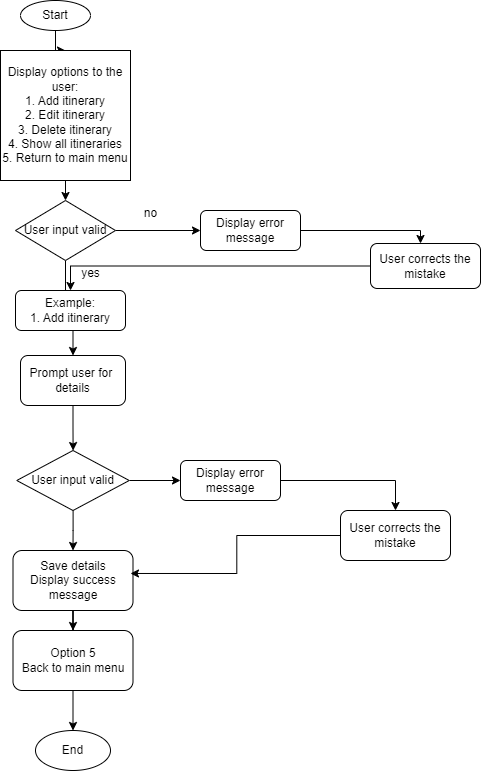 Start
Display options to the
user:
1. Add itinerary
2. Edit itinerary
3. Delete itinerary
4. Show all itineraries
5. Return to main menu
User input valid
no
Display error
message
User corrects the
mistake
yes
Example:
1. Add itinerary
Prompt user for
details
User input valid
Display error
message
User corrects the
mistake
Save details
Display success
message
Option 5
Back to main menu
End